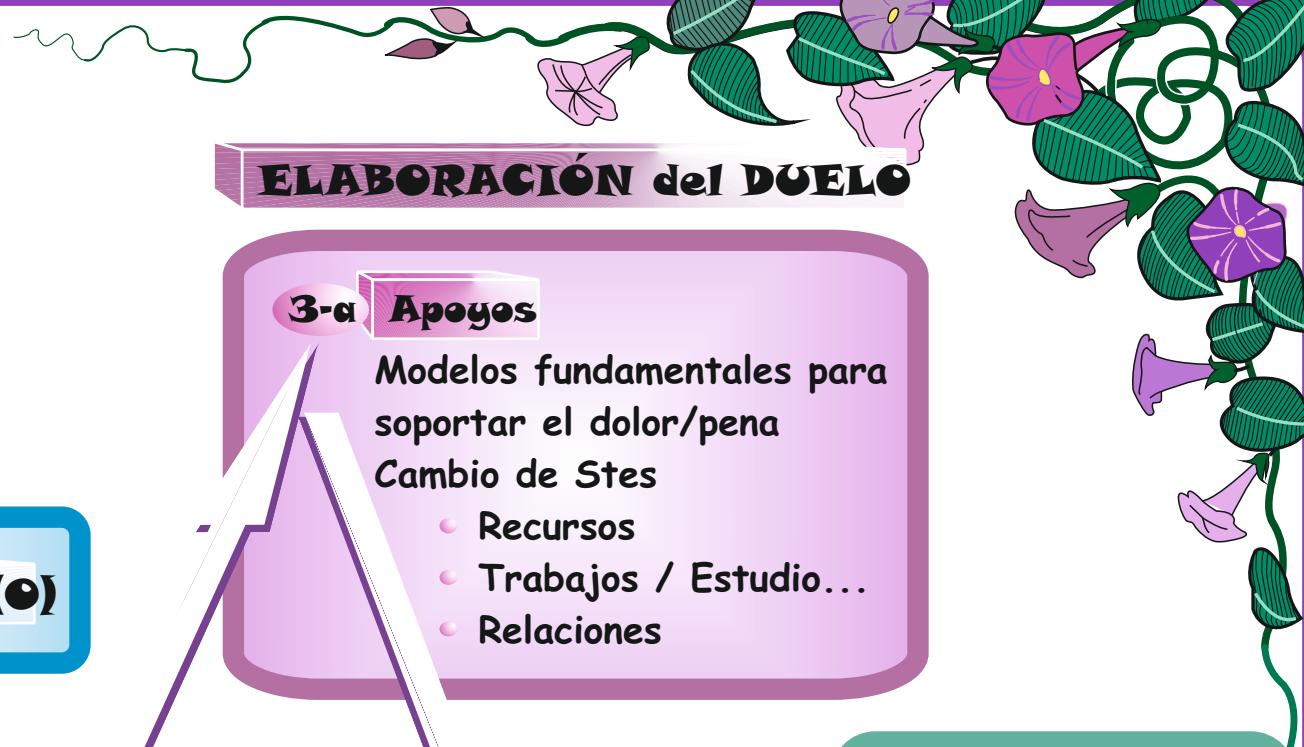 ELABORACIÓN del DUELO
3-a Apoyos
Modelos fundamentales para
soportar el dolor/pena
Cambio de Stes
Recursos
Trabajos / Estudio...
Relaciones
(o)